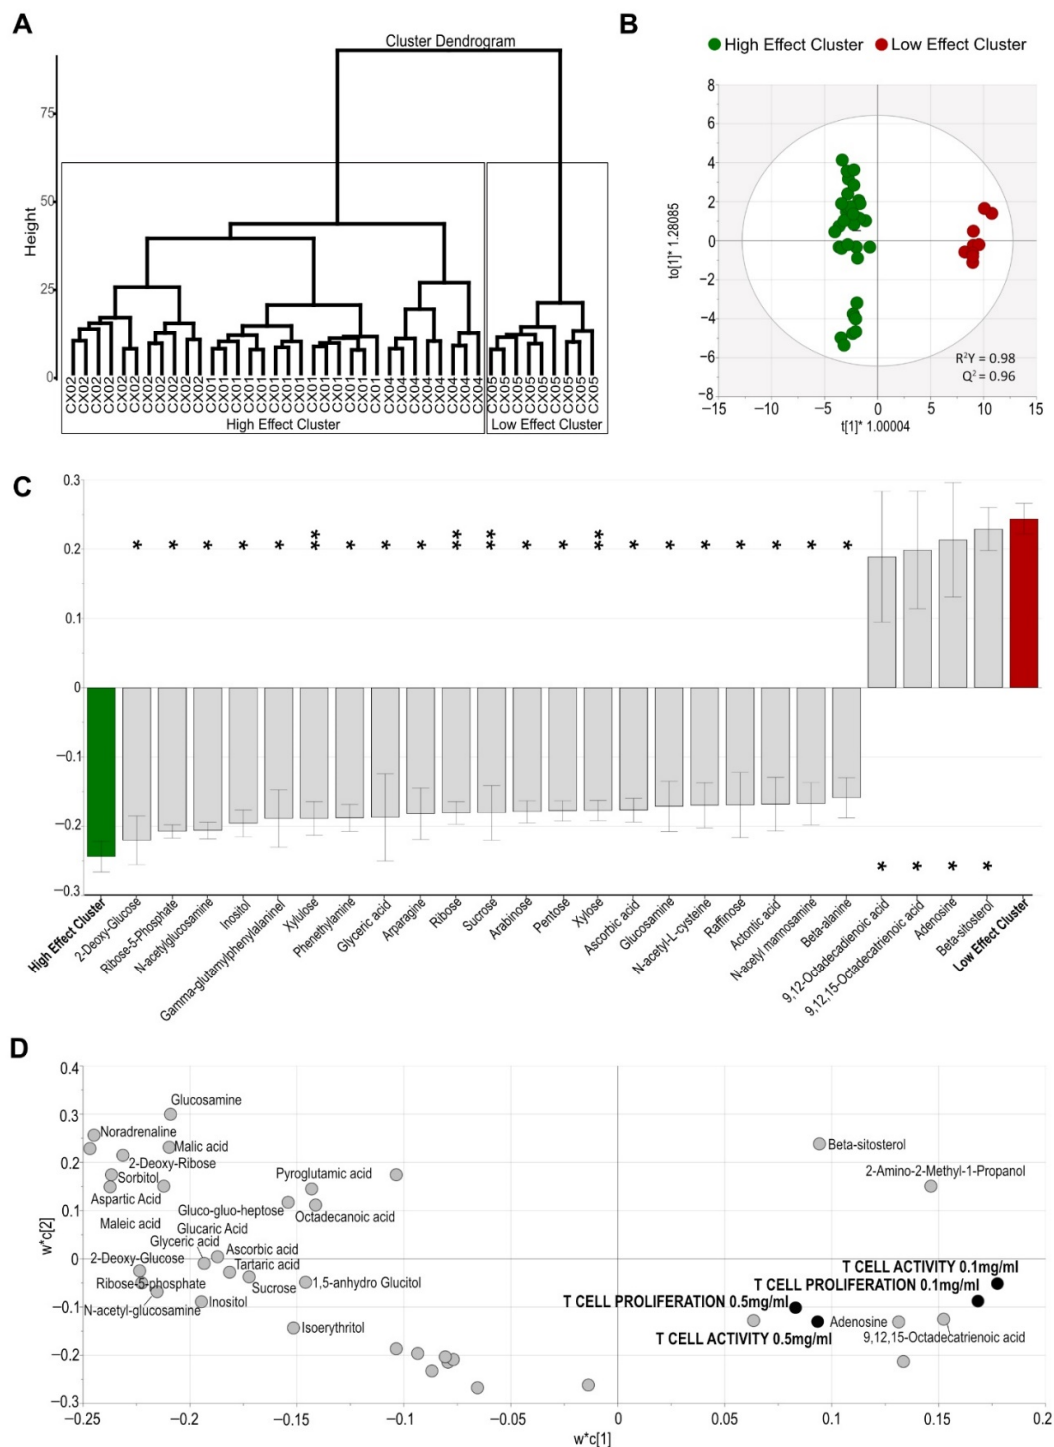 A
Cluster Dendrogram
Height
75
50
25
0
CX02 CX02 CX02 CX02 CX02 CX02 CX02 CX02 CX02 CX02 CX02 CX01 CX01 CX01 CX01 CX01 CX01 CX01 CX01 CX01 CX01 CX01 CX01 CX01 CX04 CX04 CX04 CX04 CX04 CX04 CX04 CX04 CX05 CX05 CX05 CX05 CX05 CX05 CX05 CX05 CX05
High Effect Cluster
Low Effect Cluster
B
High Effect Cluster
Low Effect Cluster
to[1]* 1.28085
8
6
4
2
0
−2
−4
−6
−8
R²Y = 0.98
Q² = 0.96
−15 −10 −5 0 5 10 15
t[1]* 1.00004
C
0.3
0.2
0.1
0
−0.1
−0.2
−0.3
* * * * * ** * * * ** ** * * ** * * * * * * *
* * * *
High Effect Cluster
2-Deoxy-Glucose
Ribose-5-Phosphate
N-acetylglucosamine
Inositol
Gamma-glutamylphenylalaninel
Xylulose
Phenethylamine
Glyceric acid
Arparagine
Ribose
Sucrose
Arabinose
Pentose
Xylose
Ascorbic acid
Glucosamine
N-acetyl-L-cysteine
Raffinose
Adontic acid
N-acetyl mannosamine
Beta-alanine
9,12-Octadecadienoic acid
9,12,15-Octadecatrienoic acid
Adenosine
Beta-sitosterol
Low Effect Cluster
D
w*c[2]
0.4
0.3
0.2
0.1
0
−0.1
−0.2
−0.3
Glucosamine
Noradrenaline
Malic acid
2-Deoxy-Ribose
Sorbitol
Aspartic Acid
Maleic acid
Pyroglutamic acid
Gluco-gluo-heptose
Octadecanoic acid
Glucaric Acid
Glyceric acid
Ascorbic acid
2-Deoxy-Glucose
Tartaric acid
Ribose-5-phosphate
Sucrose
1,5-anhydro Glucitol
N-acetyl-glucosamine
Inositol
Isoerythritol
Beta-sitosterol
2-Amino-2-Methyl-1-Propanol
T CELL ACTIVITY 0.1mg/ml
T CELL PROLIFERATION 0.1mg/ml
T CELL PROLIFERATION 0.5mg/ml
Adenosine
T CELL ACTIVITY 0.5mg/ml
9,12,15-Octadecatrienoic acid
−0.25 −0.2 −0.15 −0.1 −0.05 0 0.05 0.1 0.15 0.2
w*c[1]